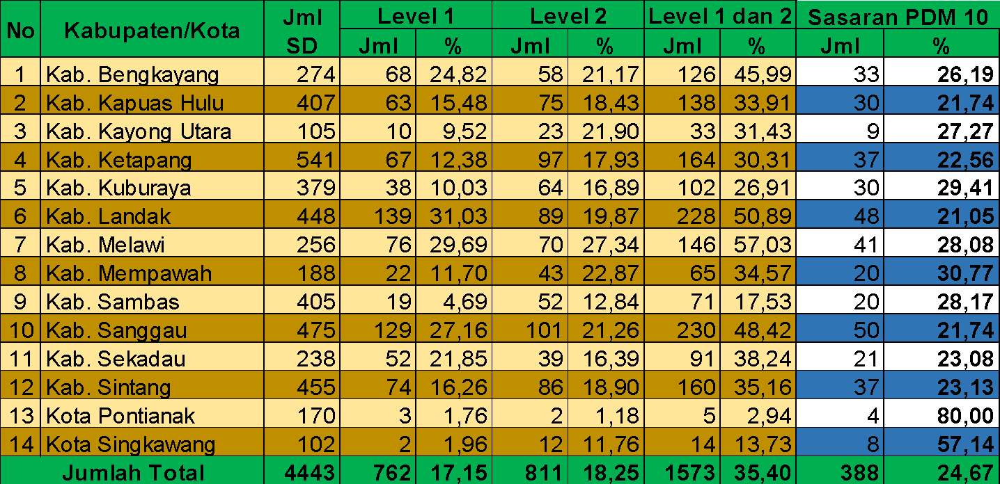 No Kabupaten/Kota Jml SD Level 1 Level 2 Level 1 dan 2 Sasaran PDM 10
Jml % Jml % Jml % Jml %
1 Kab. Bengkayang 274 68 24,82 58 21,17 126 45,99 33 26,19
2 Kab. Kapuas Hulu 407 63 15,48 75 18,43 138 33,91 30 21,74
3 Kab. Kayong Utara 105 10 9,52 23 21,90 33 31,43 9 27,27
4 Kab. Ketapang 541 67 12,38 97 17,93 164 30,31 37 22,56
5 Kab. Kuburaya 379 38 10,03 64 16,89 102 26,91 30 29,41
6 Kab. Landak 448 139 31,03 89 19,87 228 50,89 48 21,05
7 Kab. Melawi 256 76 29,69 70 27,34 146 57,03 41 28,08
8 Kab. Mempawah 188 22 11,70 43 22,87 65 34,57 20 30,77
9 Kab. Sambas 405 19 4,69 52 12,84 71 17,53 20 28,17
10 Kab. Sanggau 475 129 27,16 101 21,26 230 48,42 50 21,74
11 Kab. Sekadau 238 52 21,85 39 16,39 91 38,24 21 23,08
12 Kab. Sintang 455 74 16,26 86 18,90 160 35,16 37 23,13
13 Kota Pontianak 170 3 1,76 2 1,18 5 2,94 4 80,00
14 Kota Singkawang 102 2 1,96 12 11,76 14 13,73 8 57,14
Jumlah Total 4443 762 17,15 811 18,25 1573 35,40 388 24,67